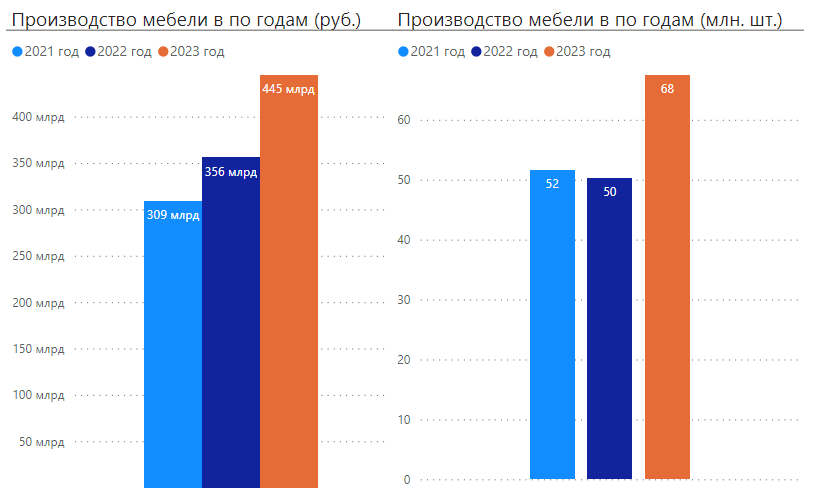 Производство мебели в по годам (руб.)
2021 год 2022 год 2023 год
400 млрд
350 млрд
300 млрд
250 млрд
200 млрд
150 млрд
100 млрд
50 млрд
309 млрд
356 млрд
445 млрд
Производство мебели в по годам (млн. шт.)
2021 год 2022 год 2023 год
60
50
40
30
20
10
0
52
50
68